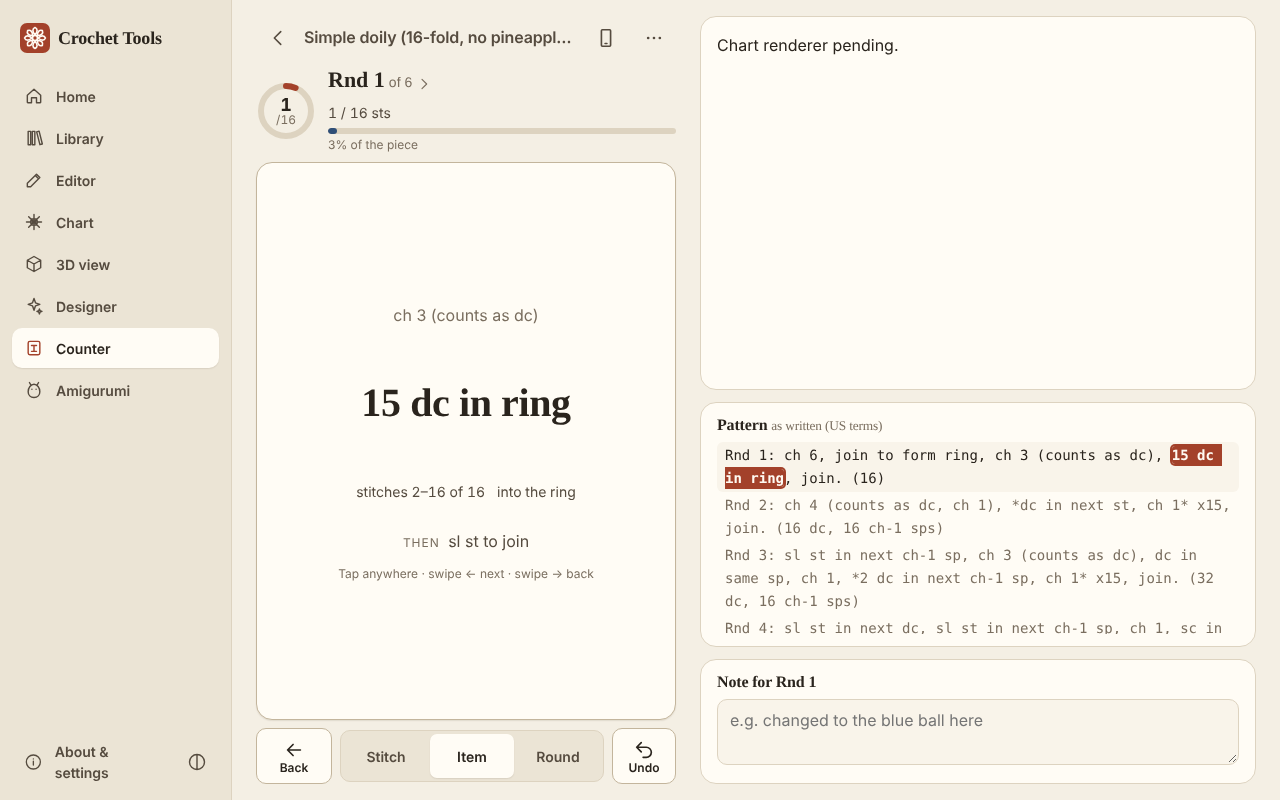 Crochet Tools
Home
Library
Editor
Chart
3D view
Designer
Counter
Amigurumi
About &
settings
Simple doily (16-fold, no pineappl…
1
/16
Rnd 1 of 6
1 / 16 sts
3% of the piece
ch 3 (counts as dc)
15 dc in ring
stitches 2–16 of 16 into the ring
THEN sl st to join
Tap anywhere · swipe ← next · swipe → back
Back
Stitch
Item
Round
Undo
Chart renderer pending.
Pattern as written (US terms)
Rnd 1: ch 6, join to form ring, ch 3 (counts as dc), 15 dc
in ring, join. (16)
Rnd 2: ch 4 (counts as dc, ch 1), *dc in next st, ch 1* x15,
join. (16 dc, 16 ch-1 sps)
Rnd 3: sl st in next ch-1 sp, ch 3 (counts as dc), dc in
same sp, ch 1, *2 dc in next ch-1 sp, ch 1* x15, join. (32
dc, 16 ch-1 sps)
Rnd 4: sl st in next dc, sl st in next ch-1 sp, ch 1, sc in
Note for Rnd 1
e.g. changed to the blue ball here